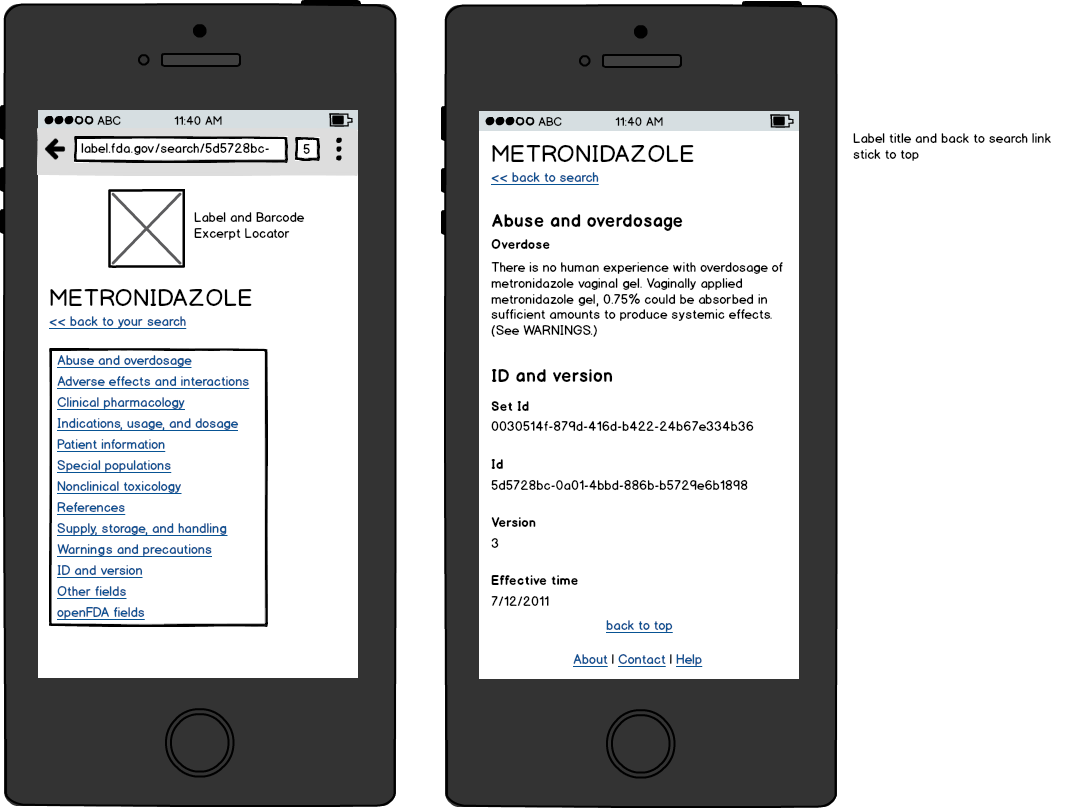 ABC 11:40 AM
label.fda.gov/search/5d5728bc- 5
Label and Barcode
Excerpt Locator
METRONIDAZOLE
<< back to your search
Abuse and overdosage
Adverse effects and interactions
Clinical pharmacology
Indications, usage, and dosage
Patient information
Special populations
Nonclinical toxicology
References
Supply, storage, and handling
Warnings and precautions
ID and version
Other fields
openFDA fields
ABC 11:40 AM
METRONIDAZOLE
<< back to search
Abuse and overdosage
Overdose
There is no human experience with overdosage of
metronidazole vaginal gel. Vaginally applied
metronidazole gel, 0.75% could be absorbed in
sufficient amounts to produce systemic effects.
(See WARNINGS.)
ID and version
Set Id
0030514f-879d-416d-b422-24b67e334b36
Id
5d5728bc-0a01-4bbd-886b-b5729e6b1898
Version
3
Effective time
7/12/2011
back to top
About | Contact | Help
Label title and back to search link
stick to top